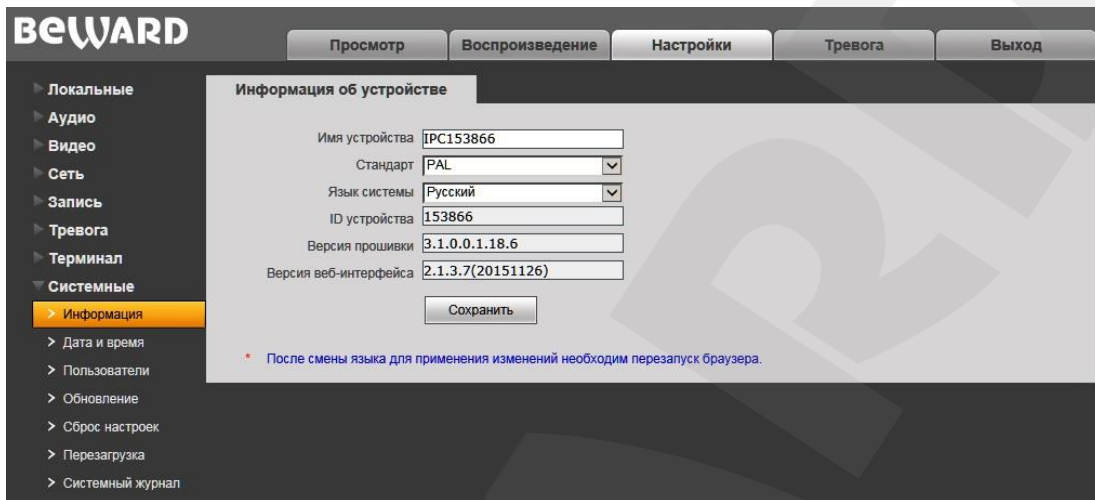 BEWARD
Просмотр Воспроизведение Настройки Тревога Выход
Локальные
Аудио
Видео
Сеть
Запись
Тревога
Терминал
Системные
Информация
Дата и время
Пользователи
Обновление
Сброс настроек
Перезагрузка
Системный журнал
Информация об устройстве
Имя устройства IPC153866
Стандарт PAL
Язык системы Русский
ID устройства 153866
Версия прошивки 3.1.0.0.1.18.6
Версия веб-интерфейса 2.1.3.7(20151126)
Сохранить
* После смены языка для применения изменений необходим перезапуск браузера.